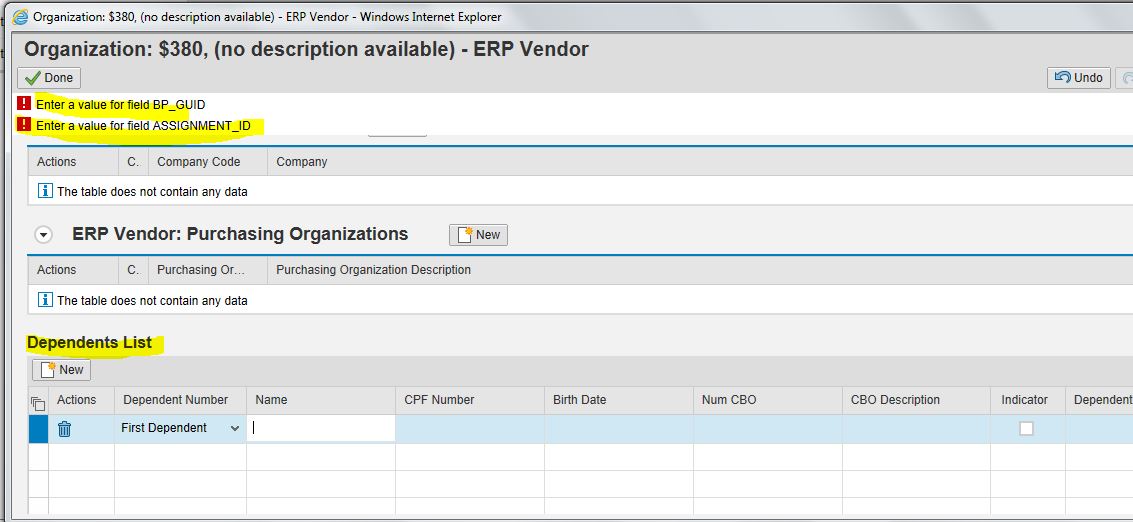 Organization: $380, (no description available) - ERP Vendor - Windows Internet Explorer
Organization: $380, (no description available) - ERP Vendor
Done
Undo
Enter a value for field BP_GUID
Enter a value for field ASSIGNMENT_ID
Actions C. Company Code Company
The table does not contain any data
ERP Vendor: Purchasing Organizations New
Actions C. Purchasing Or... Purchasing Organization Description
The table does not contain any data
Dependents List
New
Actions Dependent Number Name CPF Number Birth Date Num CBO CBO Description Indicator Dependent
First Dependent